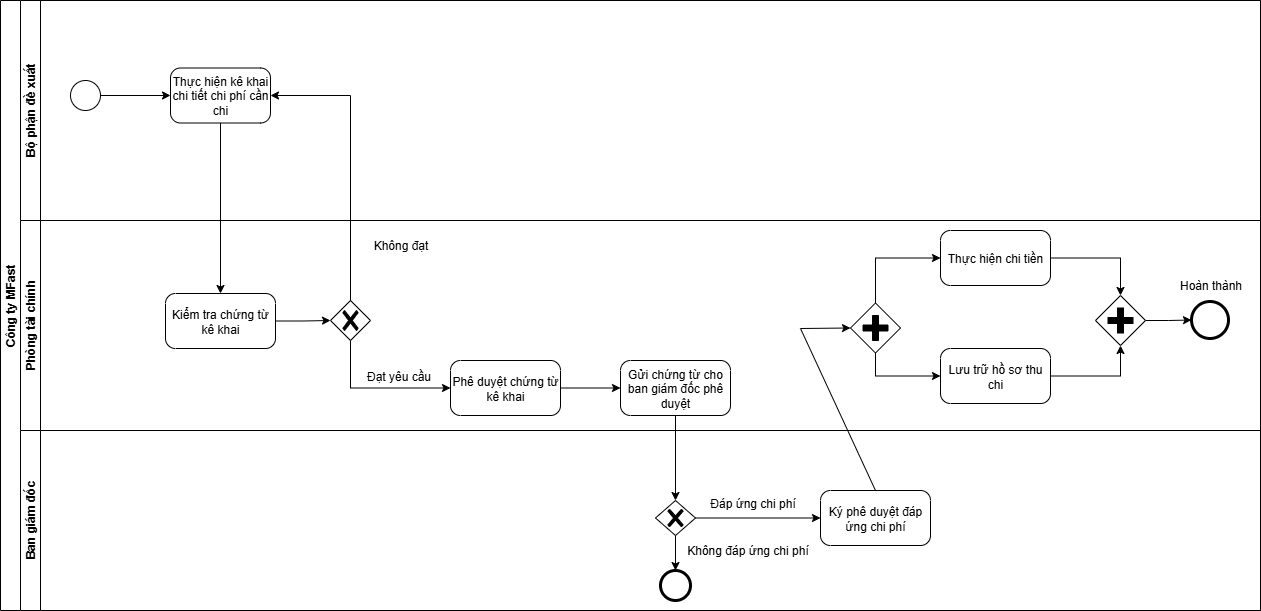 Công ty MFast
Bộ phận đề xuất
Thực hiện kê khai
chi tiết chi phí cần
chi
Phòng tài chính
Không đạt
Kiểm tra chứng từ
kê khai
Đạt yêu cầu
Phê duyệt chứng từ
kê khai
Gửi chứng từ cho
ban giám đốc phê
duyệt
Thực hiện chi tiền
Lưu trữ hồ sơ thu
chi
Hoàn thành
Ban giám đốc
Đáp ứng chi phí
Ký phê duyệt đáp
ứng chi phí
Không đáp ứng chi phí